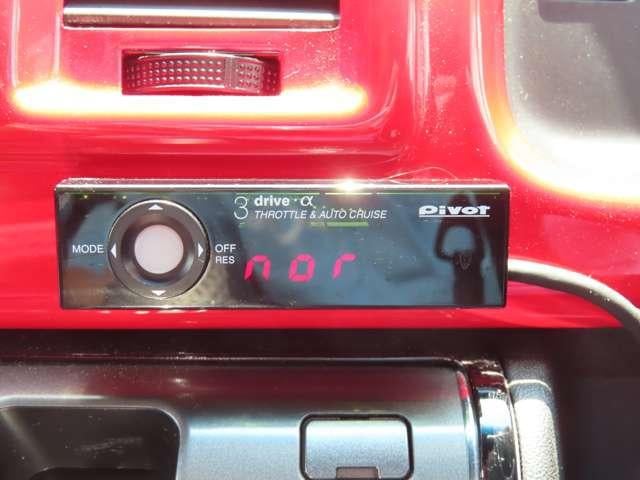 3 drive・α
THROTTLE & AUTO CRUISE
Pivot
MODE
OFF
RES
nor